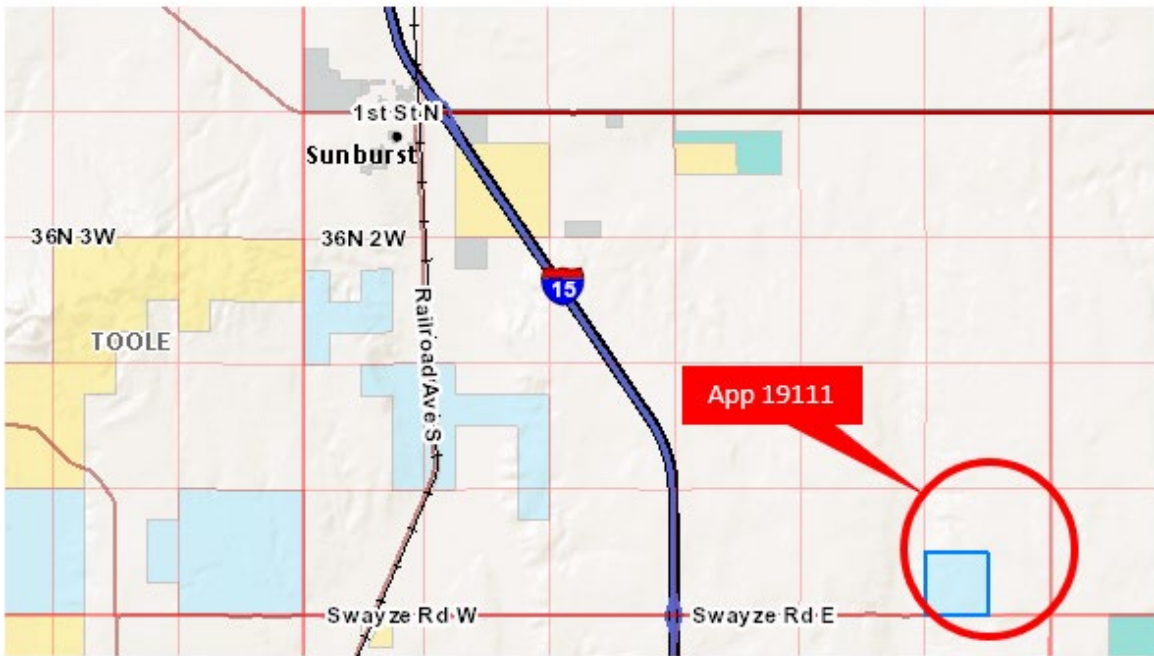 1st St N
Sunburst
36N 3W
36N 2W
15
Railroad Ave S
TOOLE
App 19111
Swayze Rd W
Swayze Rd E